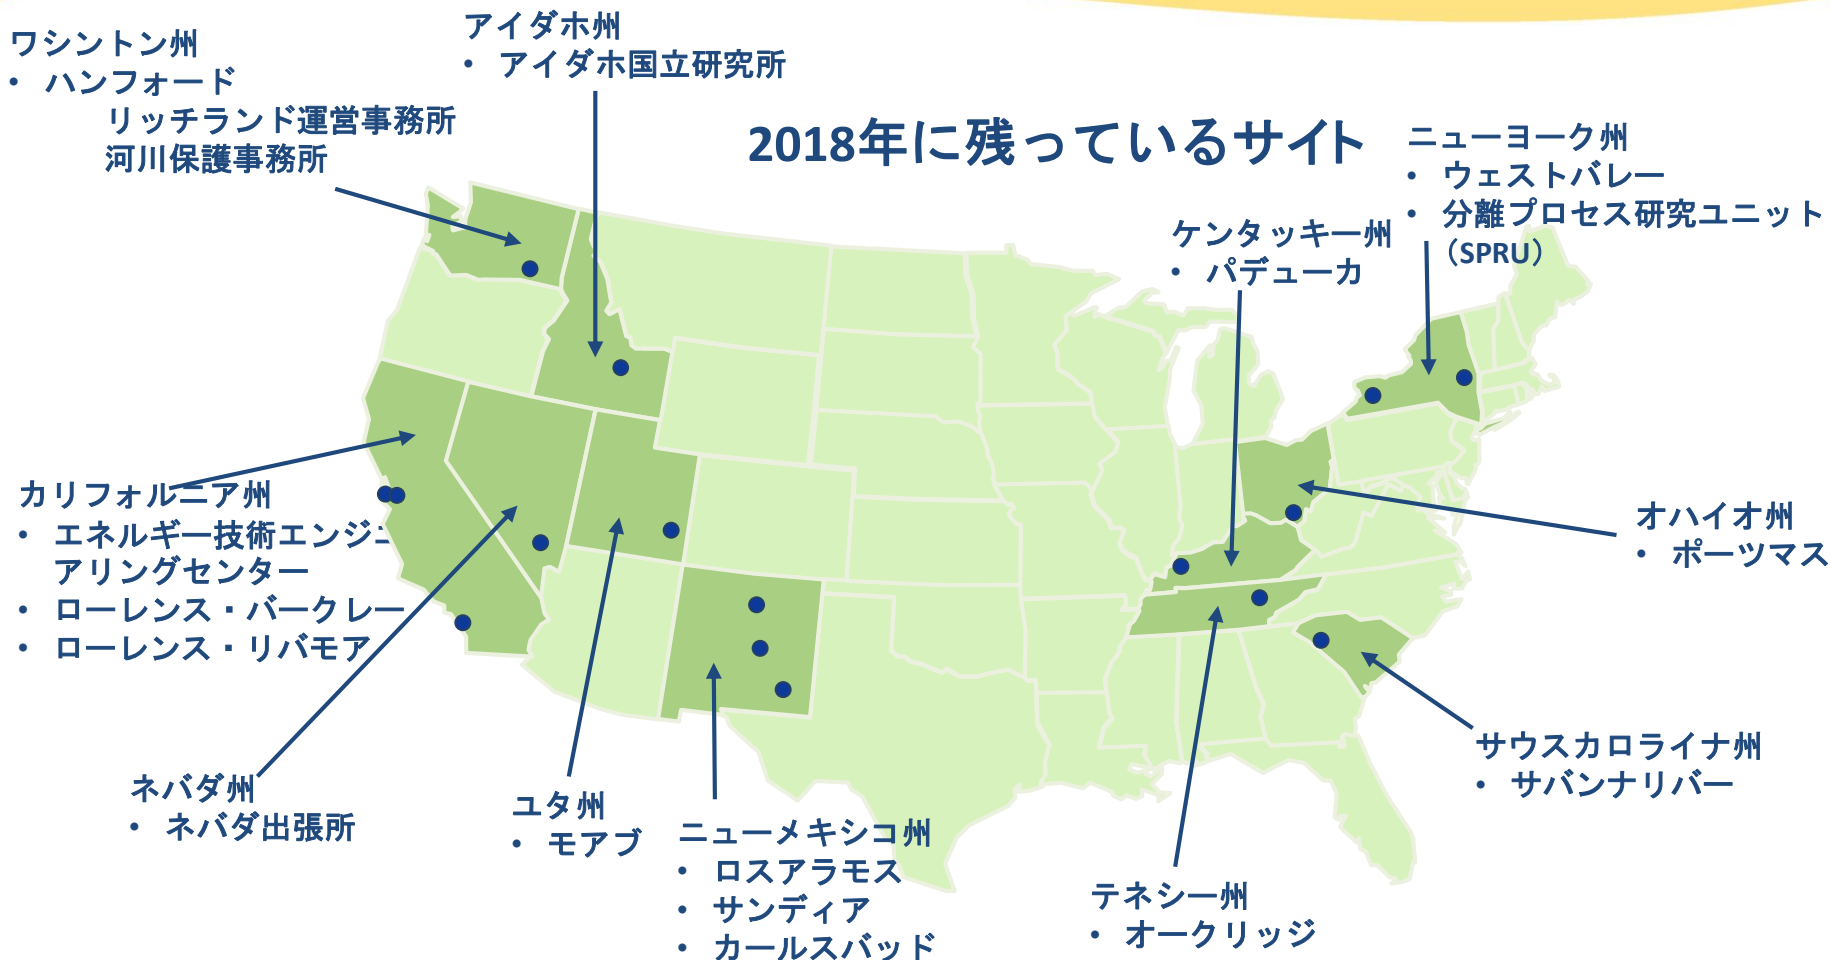 ワシントン州
• ハンフォード
リッチランド運営事務所
河川保護事務所
アイダホ州
• アイダホ国立研究所
2018年に残っているサイト
ニューヨーク州
• ウェストバレー
• 分離プロセス研究ユニット
（SPRU）
ケンタッキー州
• パデューカ
カリフォルニア州
• エネルギー技術エンジニ
アリングセンター
• ローレンス・バークレー
• ローレンス・リバモア
オハイオ州
• ポーツマス
ネバダ州
• ネバダ出張所
ユタ州
• モアブ
ニューメキシコ州
• ロスアラモス
• サンディア
• カールスバッド
テネシー州
• オークリッジ
サウスカロライナ州
• サバンナリバー